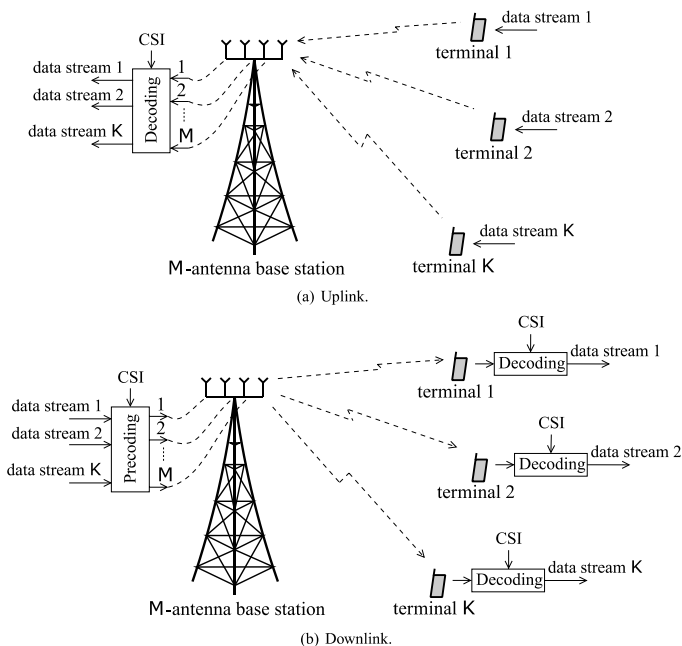 CSI
data stream 1
data stream 2
data stream K
Decoding
1
2
M
M-antenna base station
terminal 1
data stream 1
terminal 2
data stream 2
terminal K
data stream K
(a) Uplink.
CSI
data stream 1
data stream 2
data stream K
Precoding
1
2
M
M-antenna base station
CSI
Decoding
data stream 1
terminal 1
CSI
Decoding
data stream 2
terminal 2
CSI
Decoding
data stream K
terminal K
(b) Downlink.